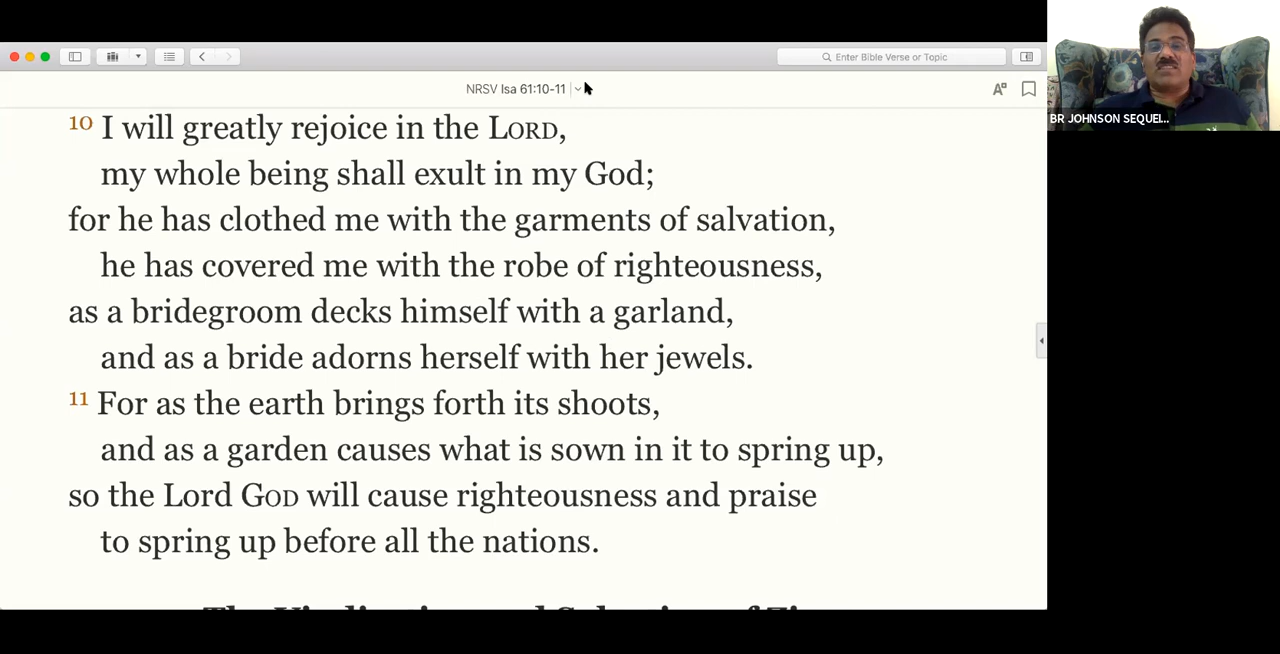 Enter Bible Verse or Topic
NRSV Isa 61:10-11
A
BR JOHNSON SEQUEI...
10 I will greatly rejoice in the LORD,
my whole being shall exult in my God;
for he has clothed me with the garments of salvation,
he has covered me with the robe of righteousness,
as a bridegroom decks himself with a garland,
and as a bride adorns herself with her jewels.
11 For as the earth brings forth its shoots,
and as a garden causes what is sown in it to spring up,
so the Lord GOD will cause righteousness and praise
to spring up before all the nations.